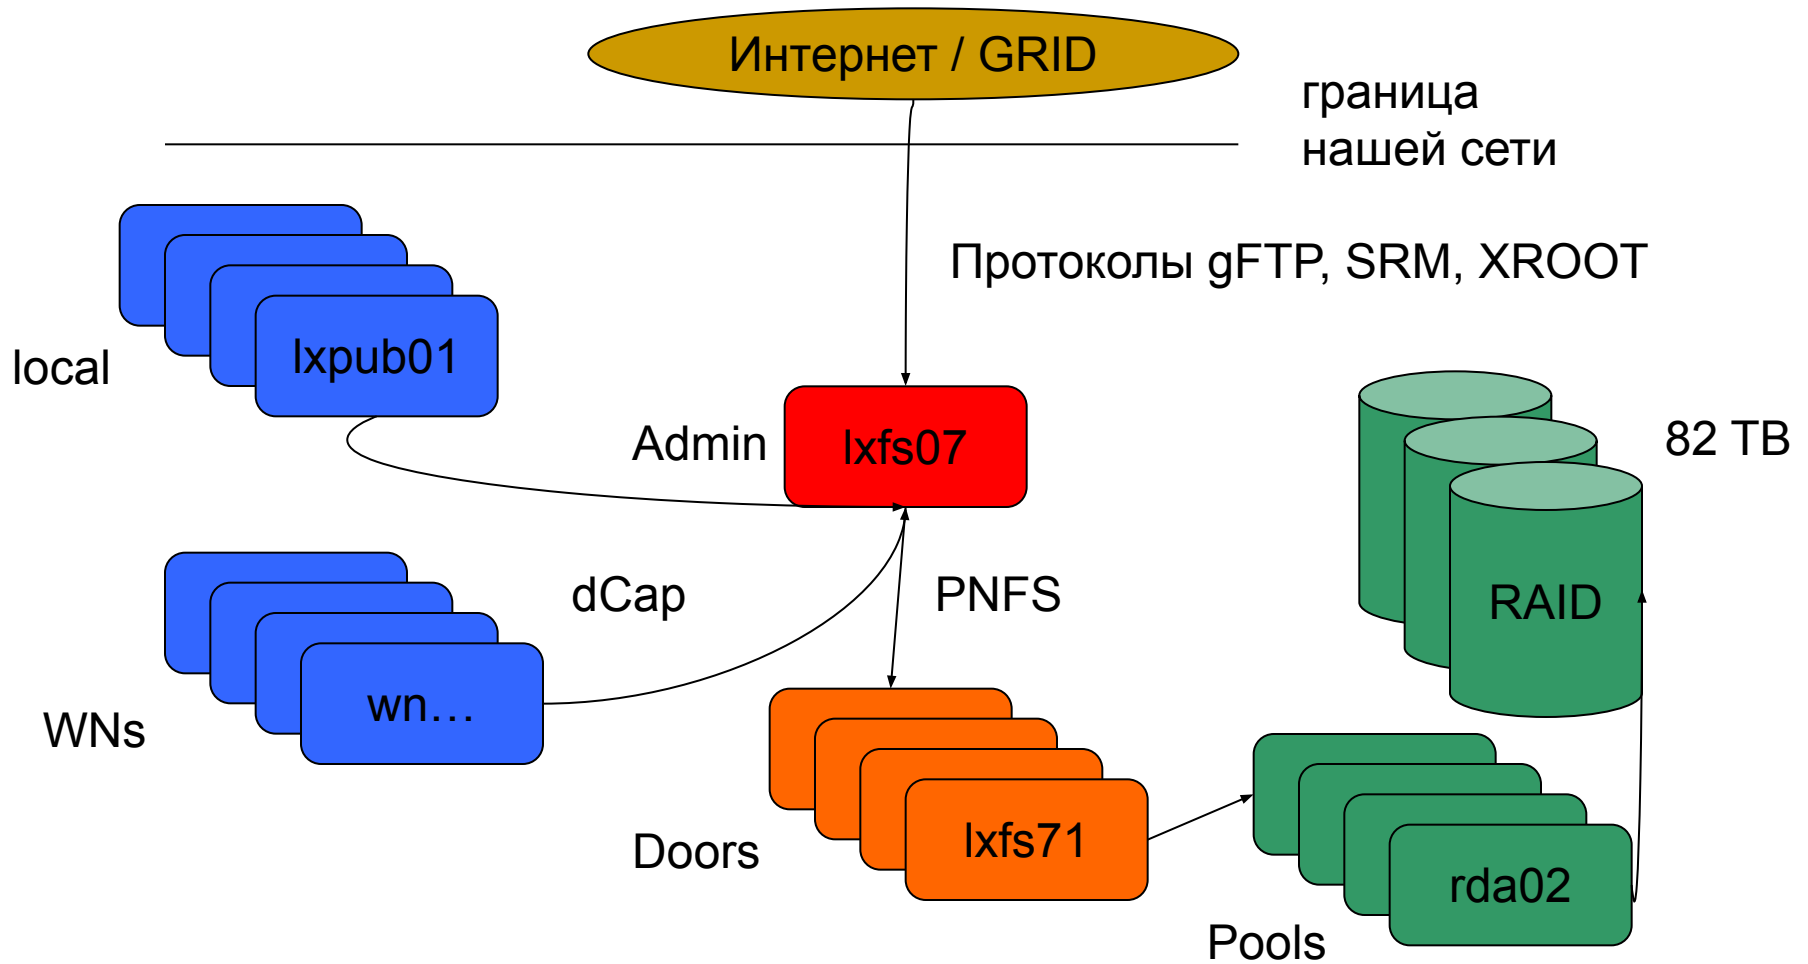 Интернет / GRID
граница
нашей сети
Протоколы gFTP, SRM, XROOT
lxpub01
local
Admin
lxfs07
82 TB
dCap
PNFS
RAID
wn…
WNs
Doors
lxfs71
rda02
Pools